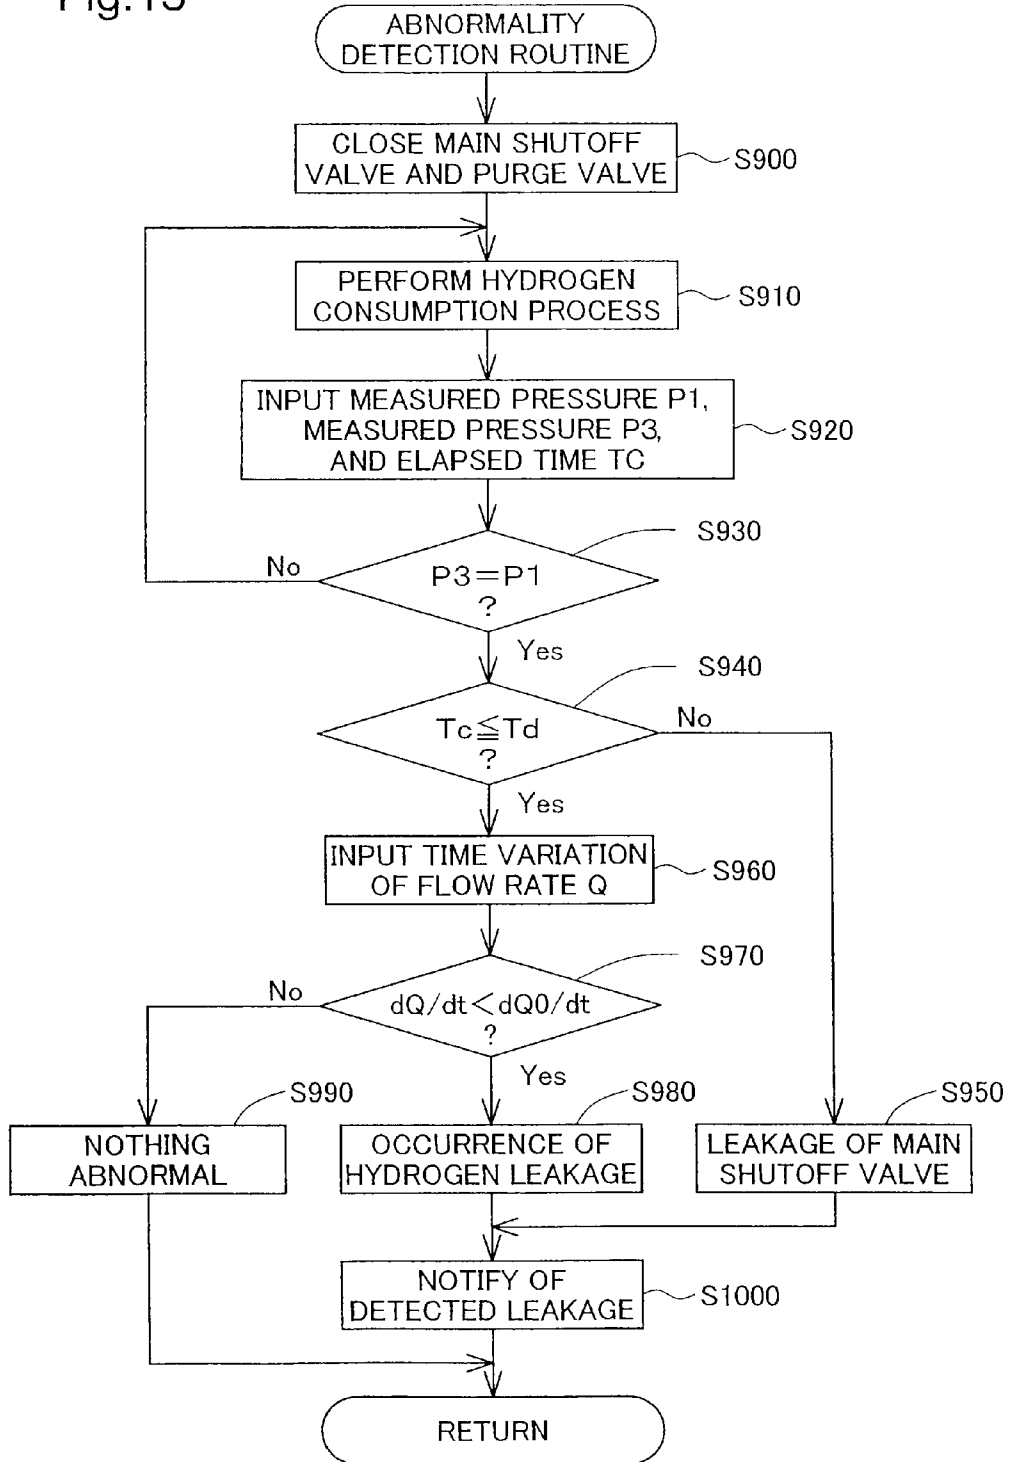 Fig.15
ABNORMALITY
DETECTION ROUTINE
CLOSE MAIN SHUTOFF
VALVE AND PURGE VALVE
S900
PERFORM HYDROGEN
CONSUMPTION PROCESS
S910
INPUT MEASURED PRESSURE P1,
MEASURED PRESSURE P3,
AND ELAPSED TIME TC
S920
S930
P3=P1
?
No
Yes
S940
Tc≦Td
?
No
Yes
INPUT TIME VARIATION
OF FLOW RATE Q
S960
S970
dQ/dt<dQ0/dt
?
No
Yes
S990
NOTHING
ABNORMAL
S980
OCCURRENCE OF
HYDROGEN LEAKAGE
S950
LEAKAGE OF MAIN
SHUTOFF VALVE
NOTIFY OF
DETECTED LEAKAGE
S1000
RETURN